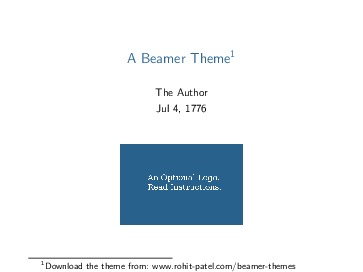 A Beamer Theme¹
The Author
Jul 4, 1776
An Optional Logo.
Read Instructions.
¹Download the theme from: www.rohit-patel.com/beamer-themes